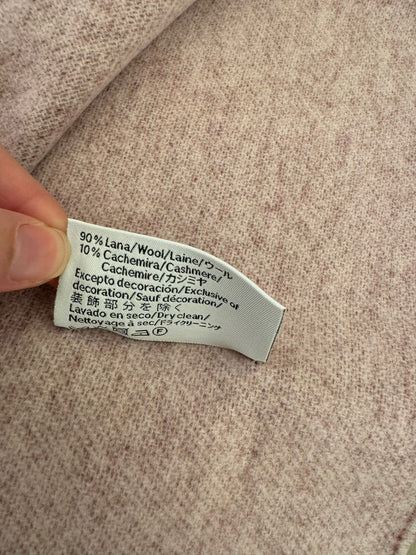 90% Lana/Wool/Laine/ウール
10% Cachemira/Cashmere/
Cachemire/カシミヤ
Excepto decoración/Exclusive of
decoration/Sauf décoration/
装飾部分を除く
Lavado en seco/Dry clean/
Nettoyage à sec/ドライクリーニング
F